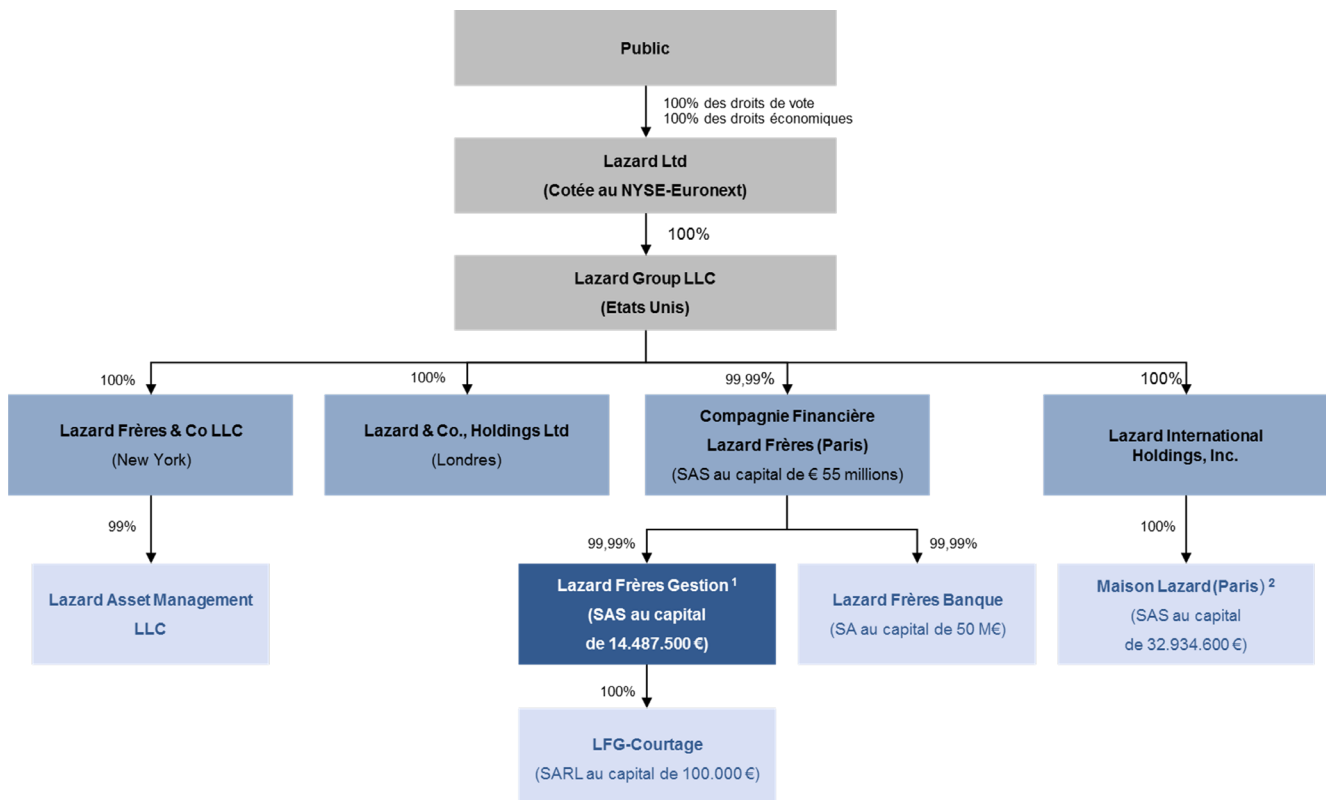 Public
100% des droits de vote
100% des droits économiques
Lazard Ltd
(Cotée au NYSE-Euronext)
100%
Lazard Group LLC
(Etats Unis)
100%
100%
99,99%
100%
Lazard Frères & Co LLC
(New York)
Lazard & Co., Holdings Ltd
(Londres)
Compagnie Financière
Lazard Frères (Paris)
(SAS au capital de € 55 millions)
Lazard International
Holdings, Inc.
99%
99,99%
99,99%
100%
Lazard Asset Management
LLC
Lazard Frères Gestion 1
(SAS au capital
de 14.487.500 €)
Lazard Frères Banque
(SA au capital de 50 M€)
Maison Lazard (Paris) 2
(SAS au capital
de 32.934.600 €)
100%
LFG-Courtage
(SARL au capital de 100.000 €)